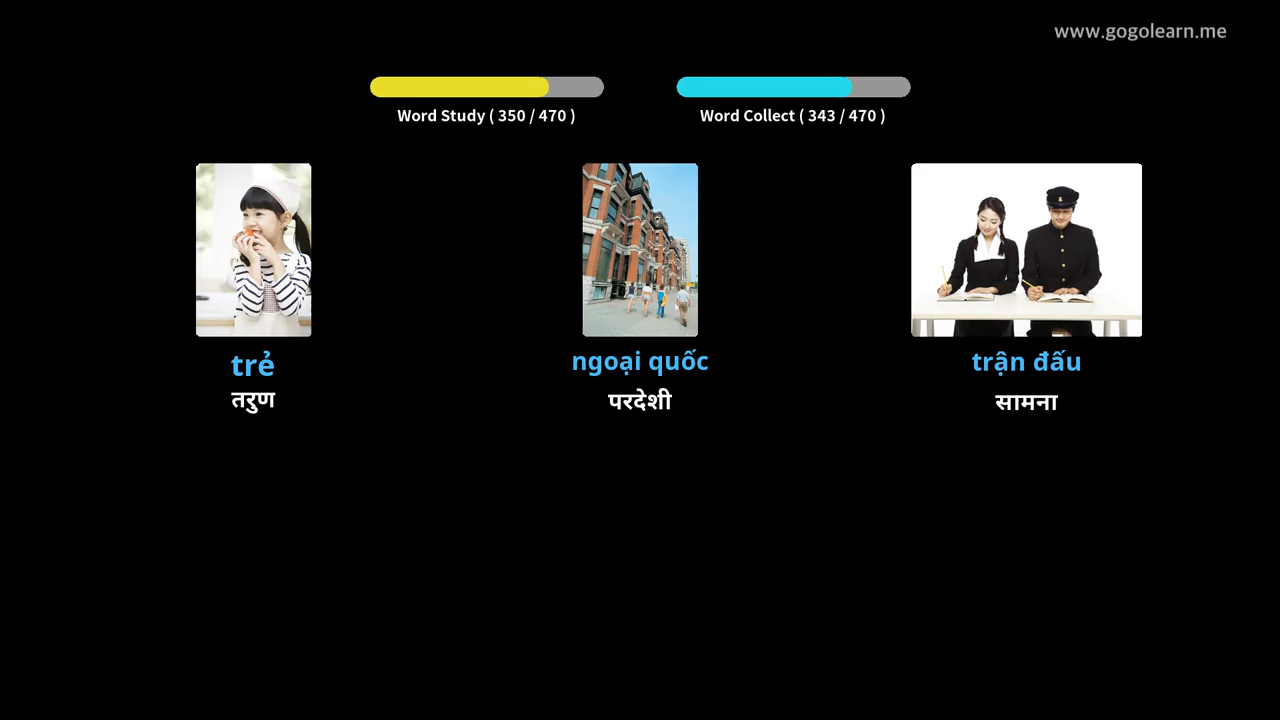 www.gogolearn.me
Word Study ( 350 / 470 )
Word Collect ( 343 / 470 )
trẻ
तरुण
ngoại quốc
परदेशी
trận đấu
सामना